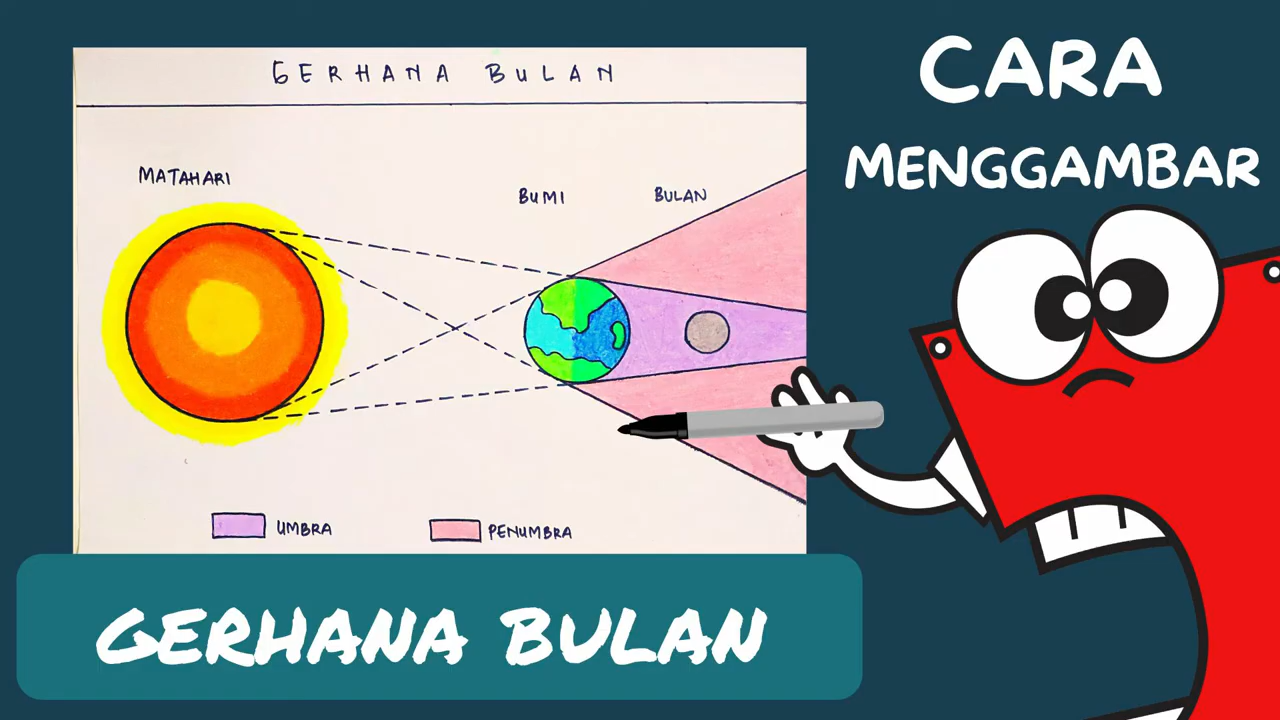 GERHANA BULAN
MATAHARI
BUMI
BULAN
UMBRA
PENUMBRA
CARA
MENGGAMBAR
GERHANA BULAN